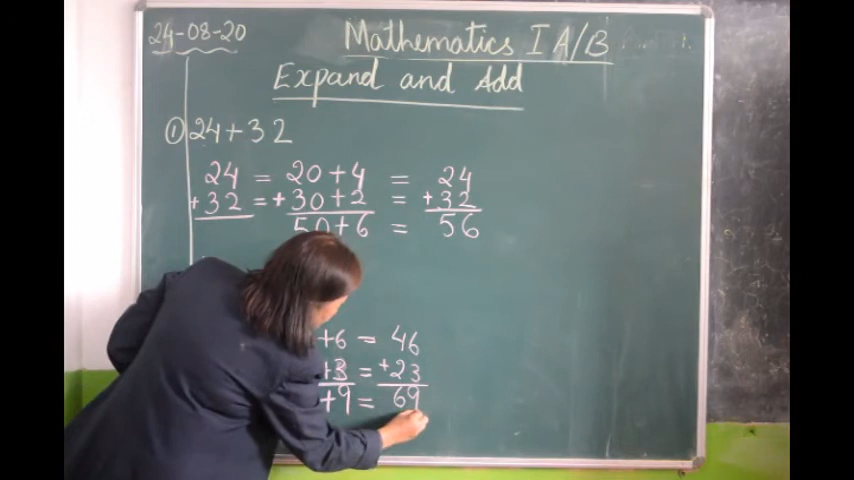 24-08-20
Mathematics I A/B
Expand and Add
① 24+32
24 = 20+4 = 24
+32 = +30+2 = +32
50+6 = 56
+6 = 46
+3 = +23
+9 = 69